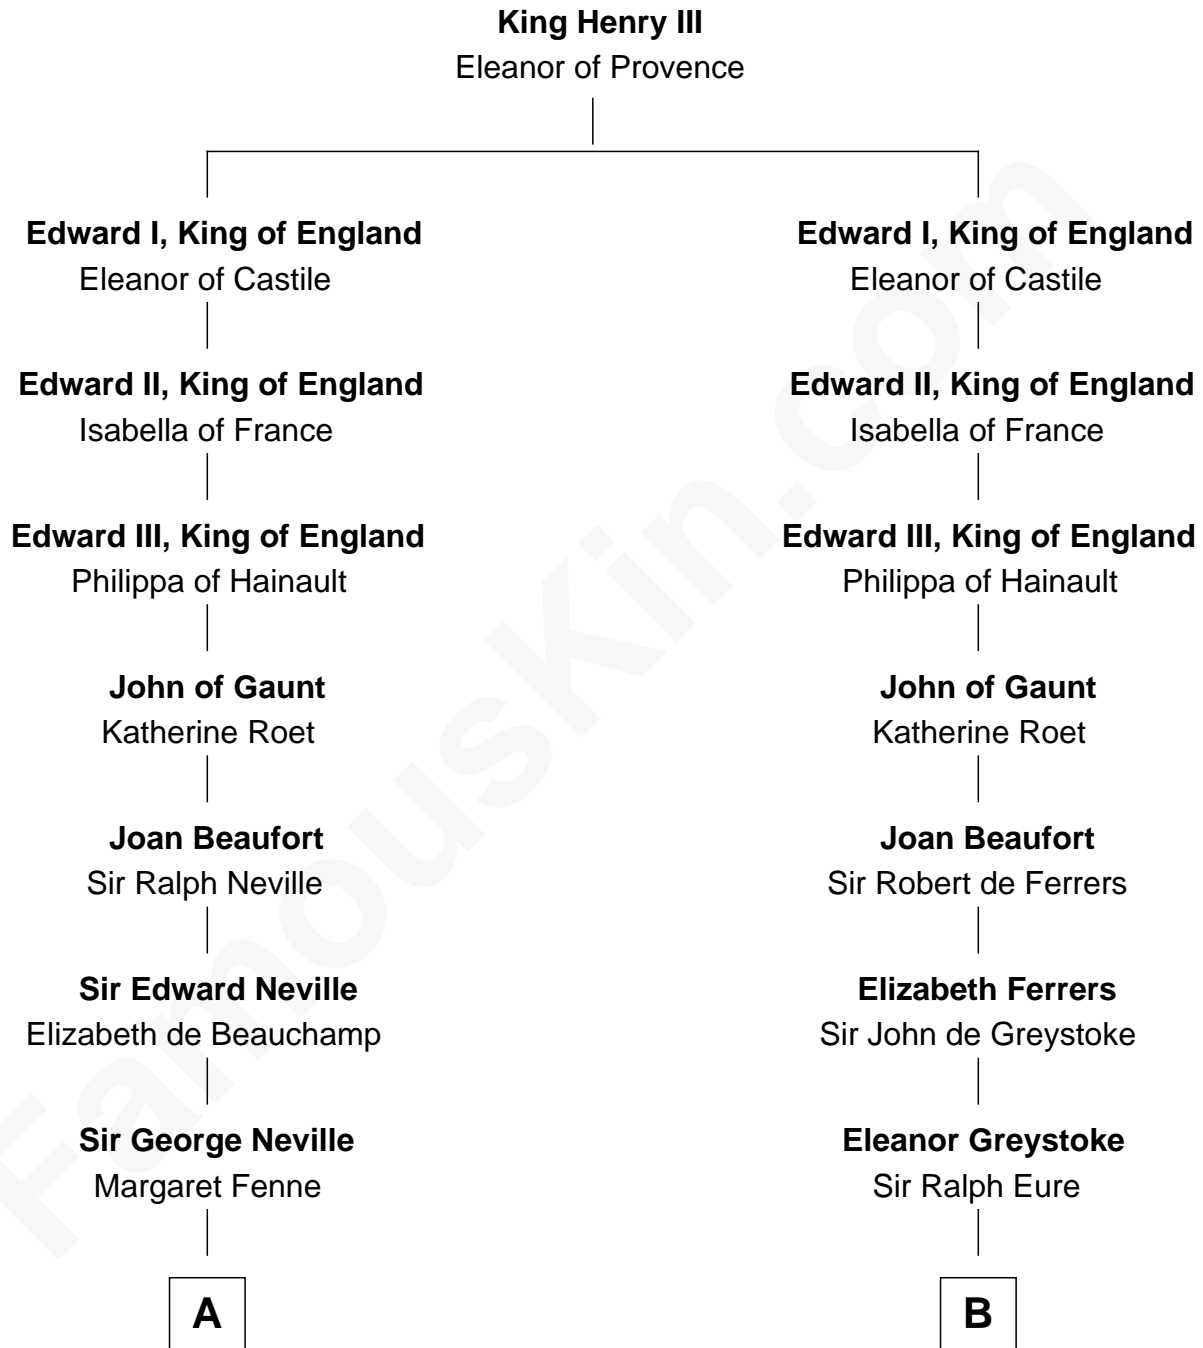 King Henry III
Eleanor of Provence
Edward I, King of England
Eleanor of Castile
Edward I, King of England
Eleanor of Castile
Edward II, King of England
Isabella of France
Edward II, King of England
Isabella of France
Edward III, King of England
Philippa of Hainault
Edward III, King of England
Philippa of Hainault
John of Gaunt
Katherine Roet
John of Gaunt
Katherine Roet
Joan Beaufort
Sir Ralph Neville
Joan Beaufort
Sir Robert de Ferrers
Sir Edward Neville
Elizabeth de Beauchamp
Elizabeth Ferrers
Sir John de Greystoke
Sir George Neville
Margaret Fenne
Eleanor Greystoke
Sir Ralph Eure
A
B
FamousKin.com